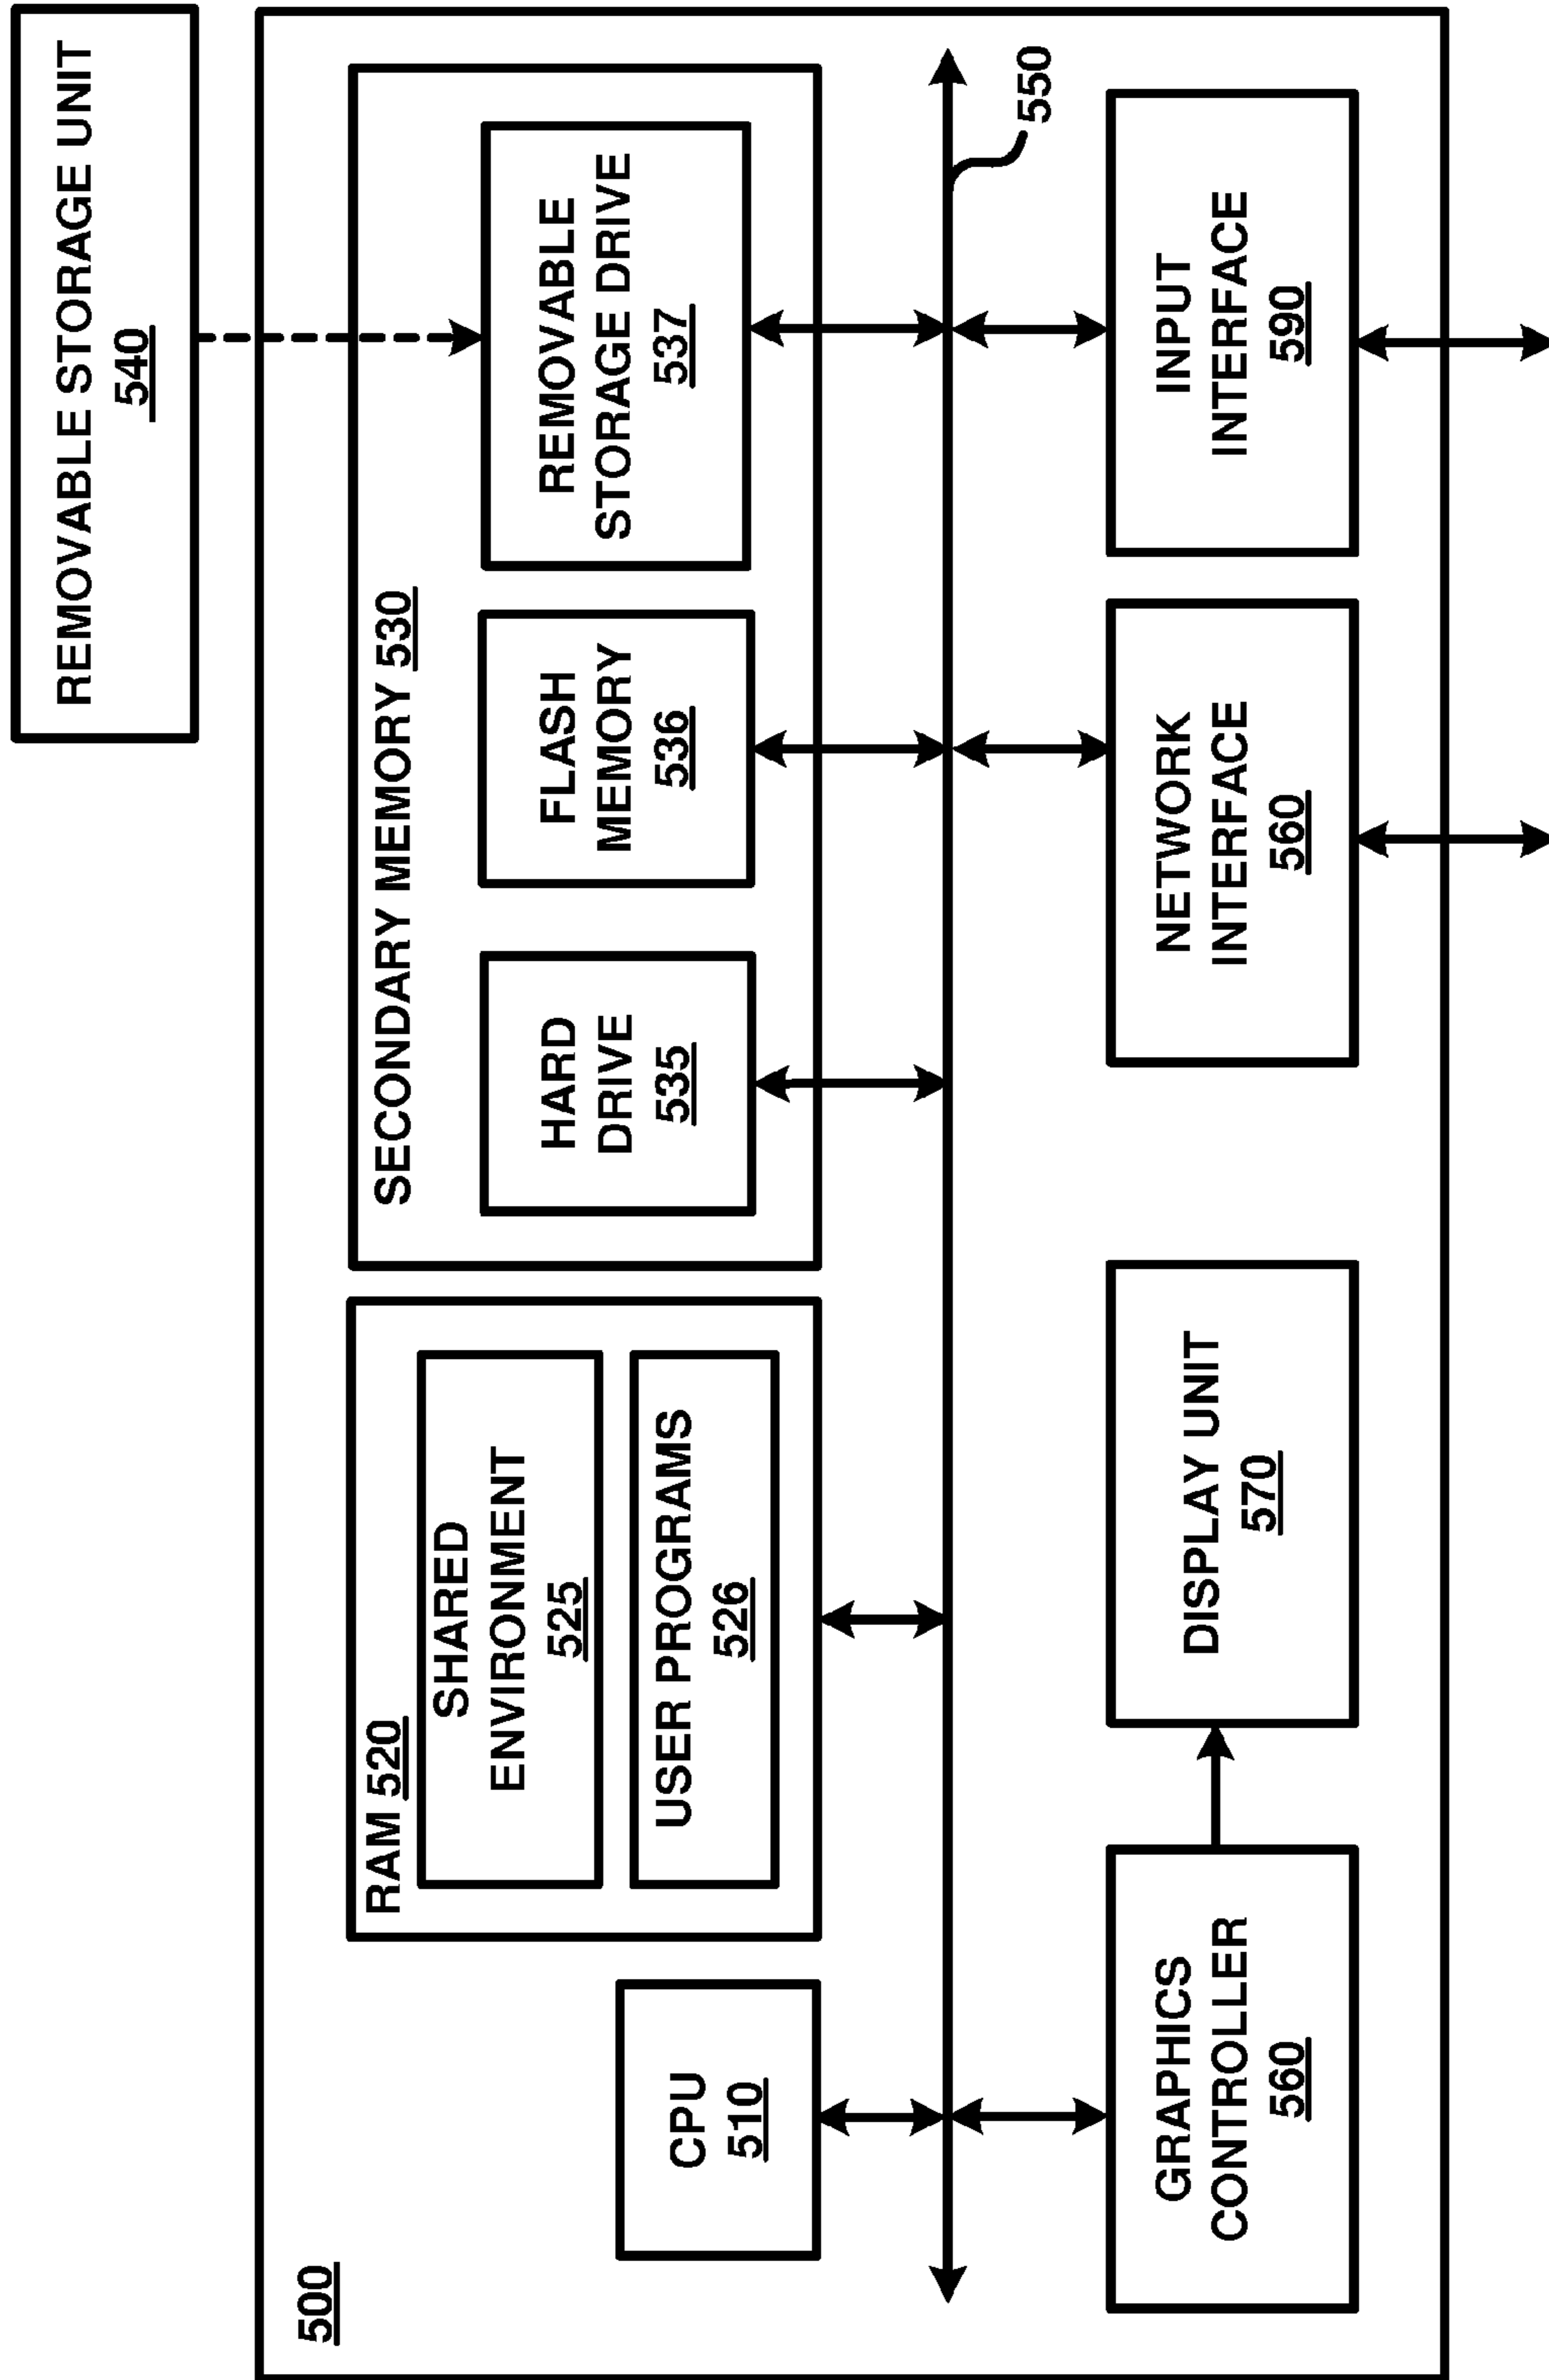 REMOVABLE STORAGE UNIT
540
500
CPU
510
RAM 520
SHARED
ENVIRONMENT
525
USER PROGRAMS
526
SECONDARY MEMORY 530
HARD
DRIVE
535
FLASH
MEMORY
536
REMOVABLE
STORAGE DRIVE
537
550
GRAPHICS
CONTROLLER
560
DISPLAY UNIT
570
NETWORK
INTERFACE
560
INPUT
INTERFACE
590